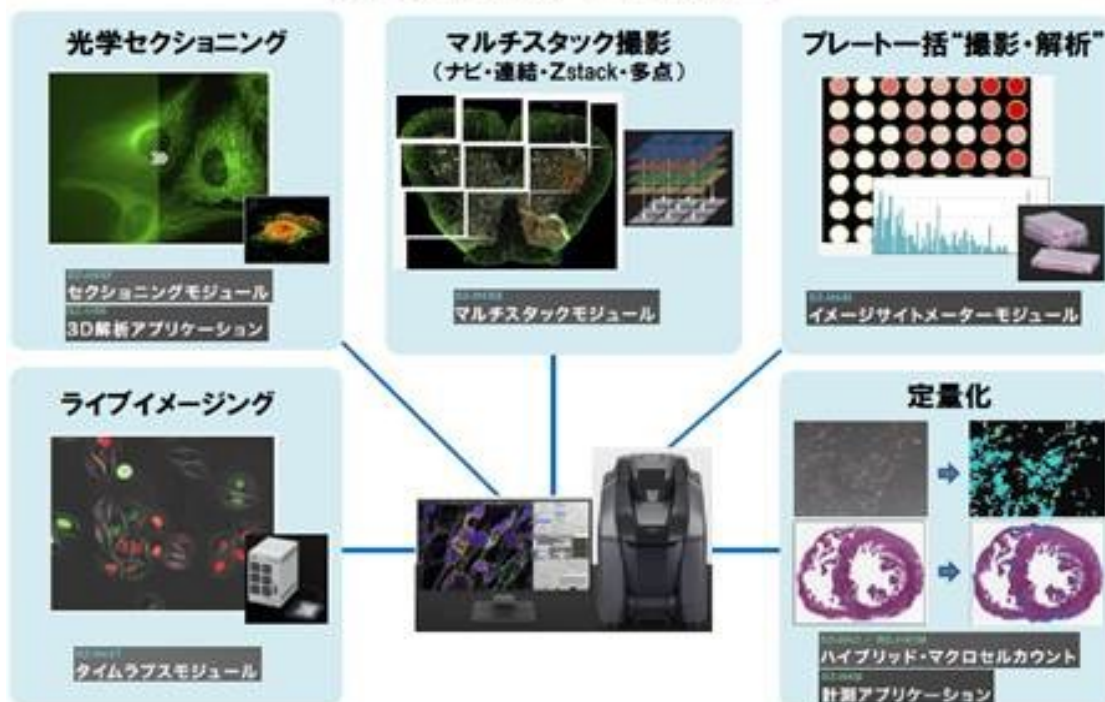 光学セクショニング
セクショニングモジュール
3D解析アプリケーション
マルチスタック撮影
(ナビ・連結・Zstack・多点)
マルチスタックモジュール
プレート一括“撮影・解析”
イメージサイトメーターモジュール
ライブイメージング
タイムラプスモジュール
定量化
ハイブリッド・マクロセルカウント
計測アプリケーション